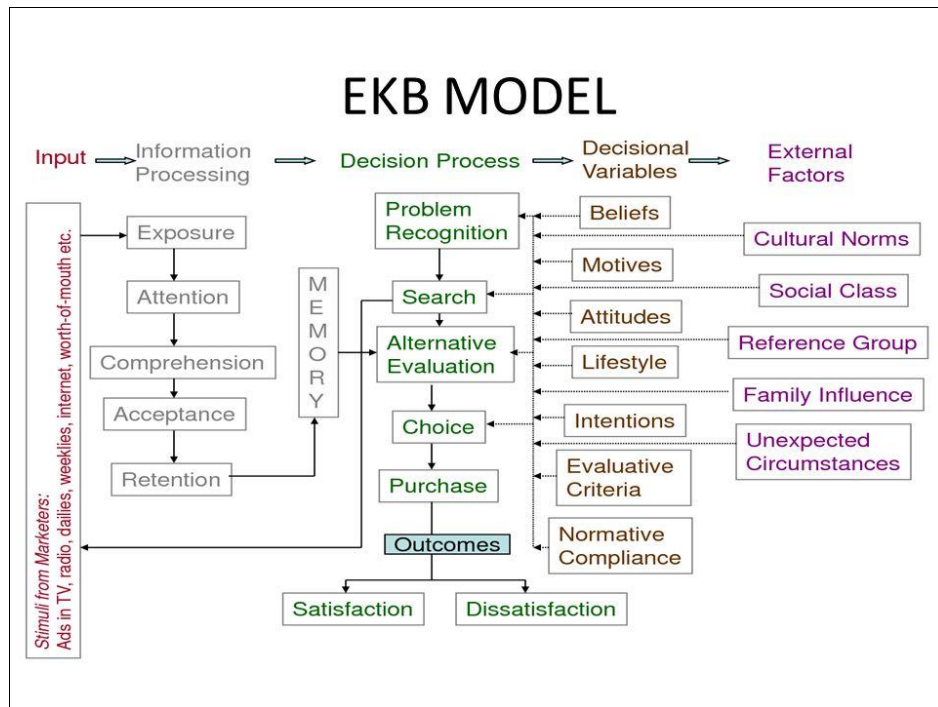 EKB MODEL
Input
Information
Processing
Decision Process
Decisional
Variables
External
Factors
Stimuli from Marketers:
Ads in TV, radio, dailies, weeklies, internet, worth-of-mouth etc.
Exposure
Attention
Comprehension
Acceptance
Retention
MEMORY
Problem
Recognition
Search
Alternative
Evaluation
Choice
Purchase
Outcomes
Satisfaction
Dissatisfaction
Beliefs
Motives
Attitudes
Lifestyle
Intentions
Evaluative
Criteria
Normative
Compliance
Cultural Norms
Social Class
Reference Group
Family Influence
Unexpected
Circumstances